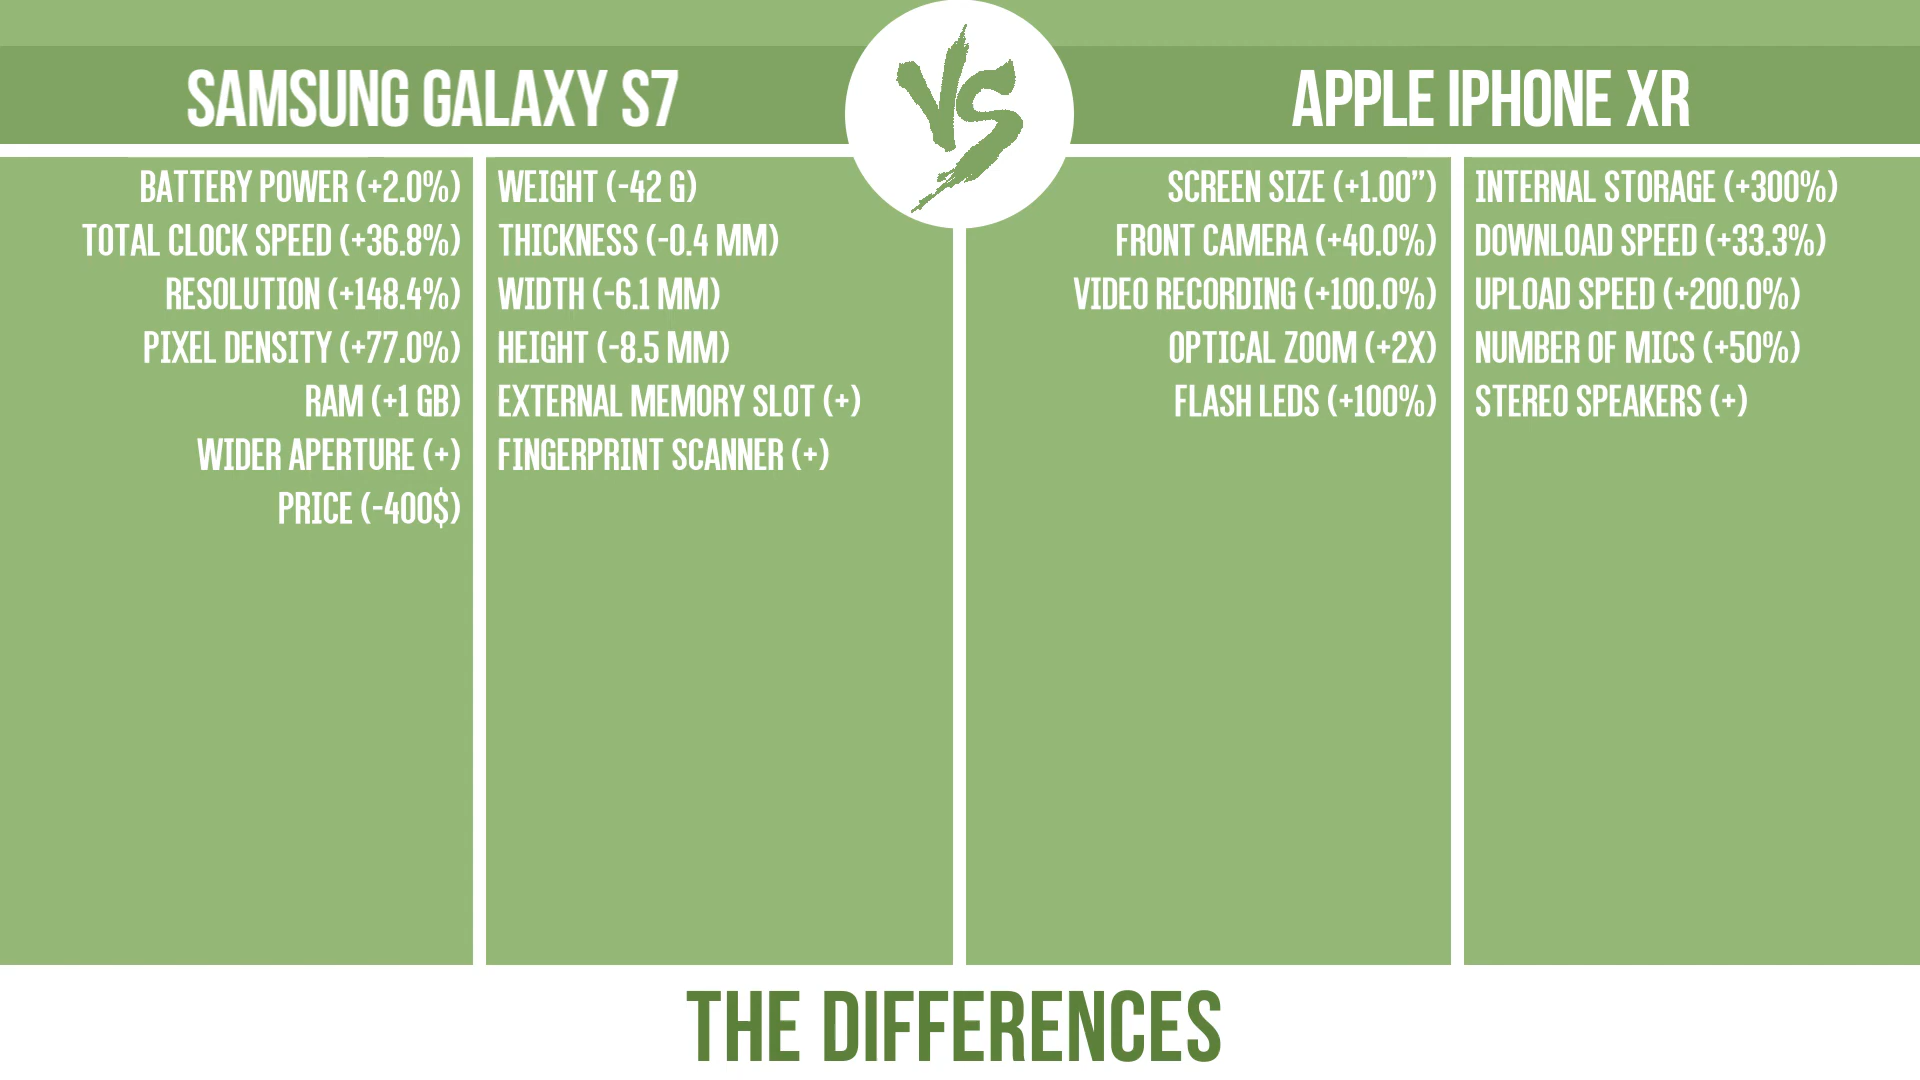 SAMSUNG GALAXY S7
VS
APPLE IPHONE XR
BATTERY POWER (+2.0%)
TOTAL CLOCK SPEED (+36.8%)
RESOLUTION (+148.4%)
PIXEL DENSITY (+77.0%)
RAM (+1 GB)
WIDER APERTURE (+)
PRICE (-400$)
WEIGHT (-42 G)
THICKNESS (-0.4 MM)
WIDTH (-6.1 MM)
HEIGHT (-8.5 MM)
EXTERNAL MEMORY SLOT (+)
FINGERPRINT SCANNER (+)
SCREEN SIZE (+1.00”)
FRONT CAMERA (+40.0%)
VIDEO RECORDING (+100.0%)
OPTICAL ZOOM (+2X)
FLASH LEDS (+100%)
INTERNAL STORAGE (+300%)
DOWNLOAD SPEED (+33.3%)
UPLOAD SPEED (+200.0%)
NUMBER OF MICS (+50%)
STEREO SPEAKERS (+)
THE DIFFERENCES